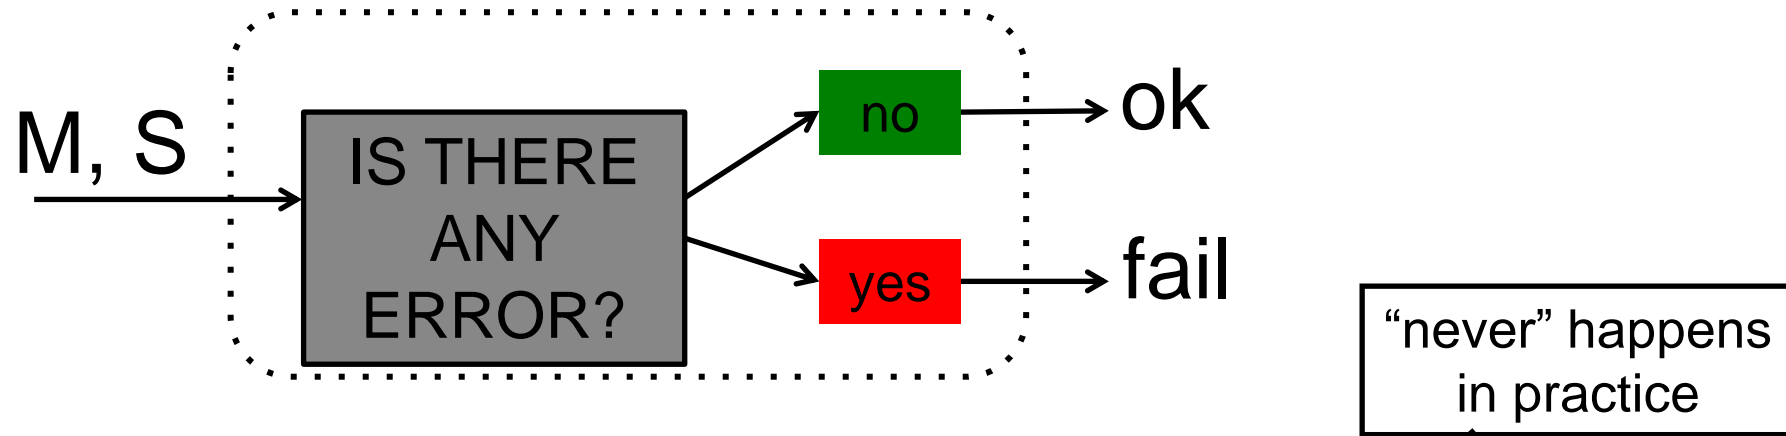 M, S
IS THERE
ANY
ERROR?
no
ok
yes
fail
“never” happens
in practice